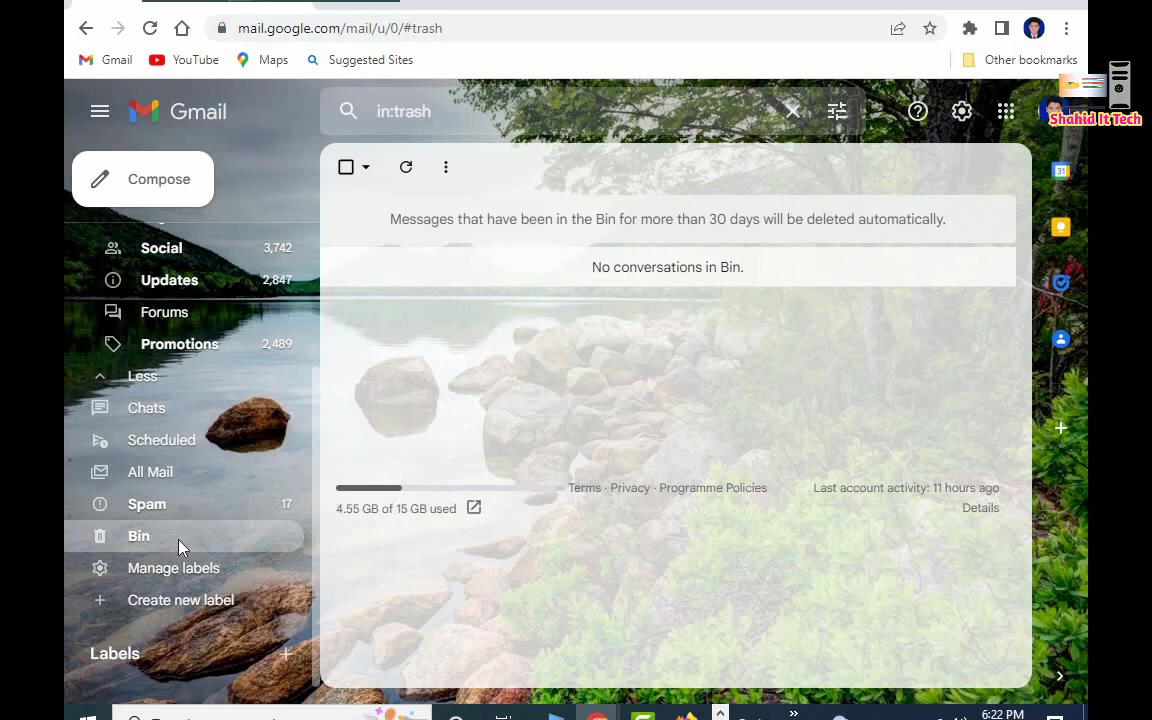 mail.google.com/mail/u/0/#trash
Gmail
YouTube
Maps
Suggested Sites
Other bookmarks
Gmail
in:trash
Shahid It Tech
Compose
31
Messages that have been in the Bin for more than 30 days will be deleted automatically.
Social 3,742
No conversations in Bin.
Updates 2,847
Forums
Promotions 2,489
Less
Chats
Scheduled
All Mail
Spam 17
Bin
Manage labels
Create new label
Labels
4.55 GB of 15 GB used
Terms · Privacy · Programme Policies
Last account activity: 11 hours ago
Details
6:22 PM